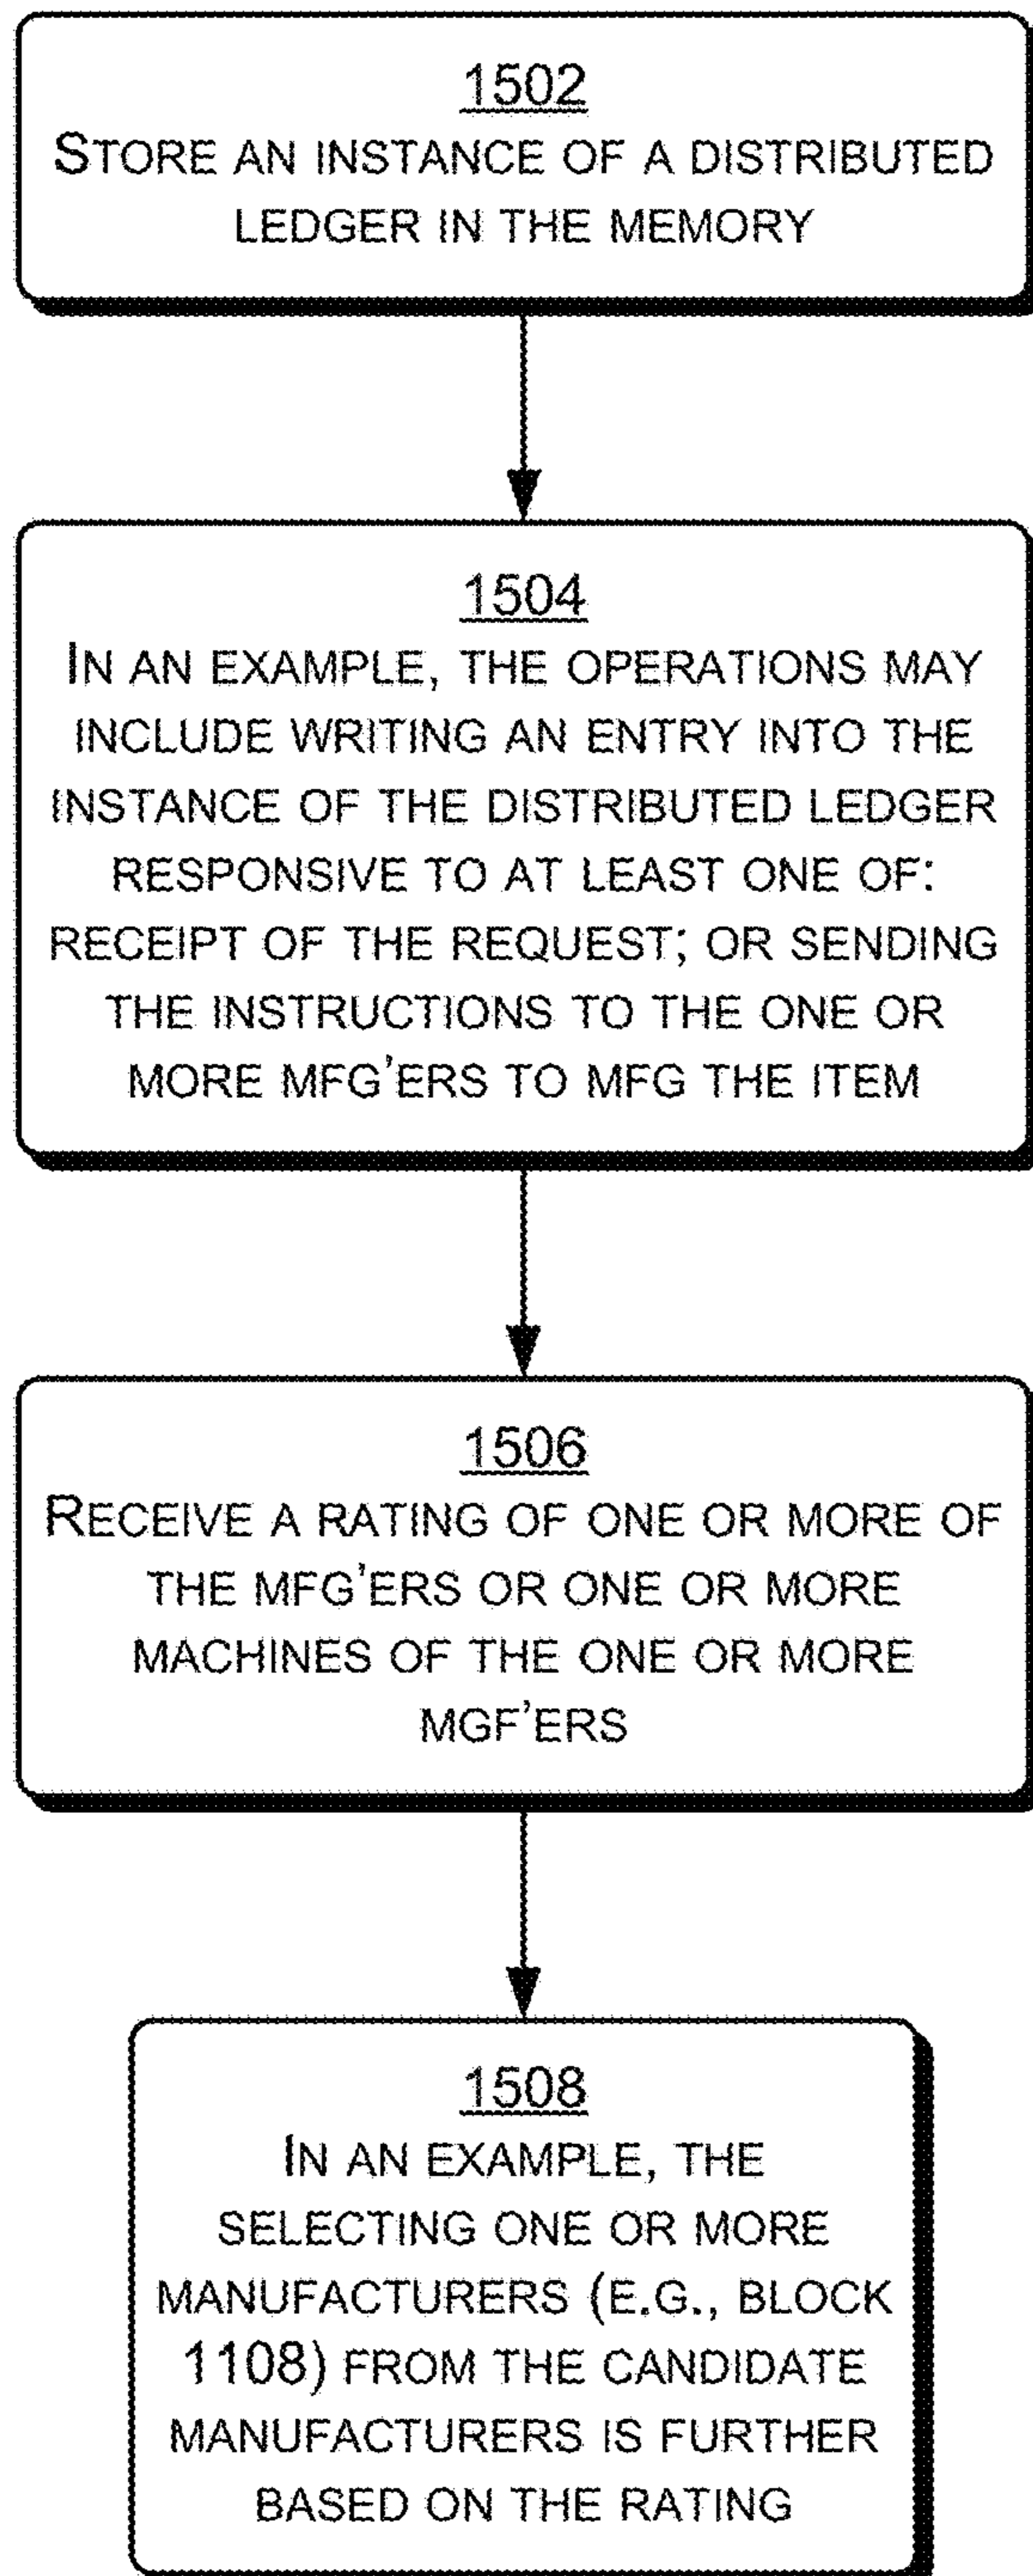 1502
STORE AN INSTANCE OF A DISTRIBUTED
LEDGER IN THE MEMORY
1504
IN AN EXAMPLE, THE OPERATIONS MAY
INCLUDE WRITING AN ENTRY INTO THE
INSTANCE OF THE DISTRIBUTED LEDGER
RESPONSIVE TO AT LEAST ONE OF:
RECEIPT OF THE REQUEST; OR SENDING
THE INSTRUCTIONS TO THE ONE OR
MORE MFG'ERS TO MFG THE ITEM
1506
RECEIVE A RATING OF ONE OR MORE OF
THE MFG'ERS OR ONE OR MORE
MACHINES OF THE ONE OR MORE
MGF'ERS
1508
IN AN EXAMPLE, THE
SELECTING ONE OR MORE
MANUFACTURERS (E.G., BLOCK
1108) FROM THE CANDIDATE
MANUFACTURERS IS FURTHER
BASED ON THE RATING